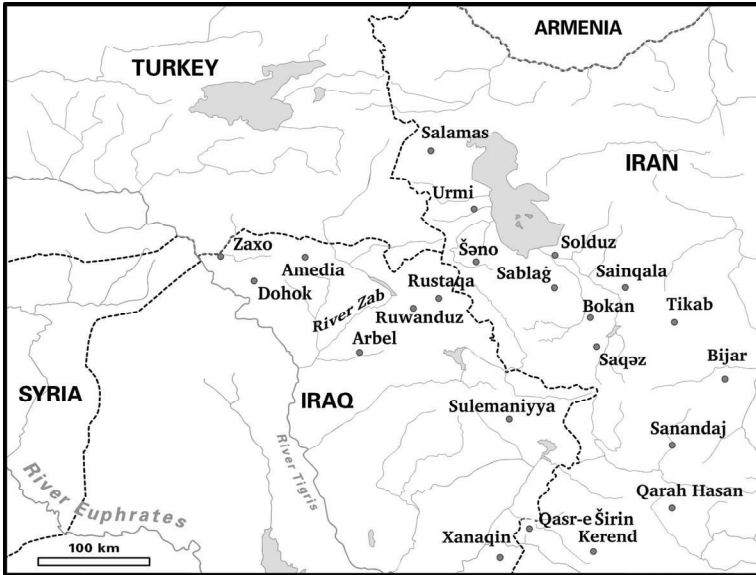 ARMENIA
TURKEY
Salamas
IRAN
Urmi
Zaxo
Šəno
Solduz
Amedia
Rustaqa
Sablaġ
Sainqala
Dohok
River Zab
Ruwanduz
Bokan
Tikab
Arbel
Saqəz
Bijar
SYRIA
IRAQ
Sulemaniyya
Sanandaj
River Tigris
River Euphrates
Qarah Hasan
Qasr-e Širin
Xanaqin
Kerend
100 km